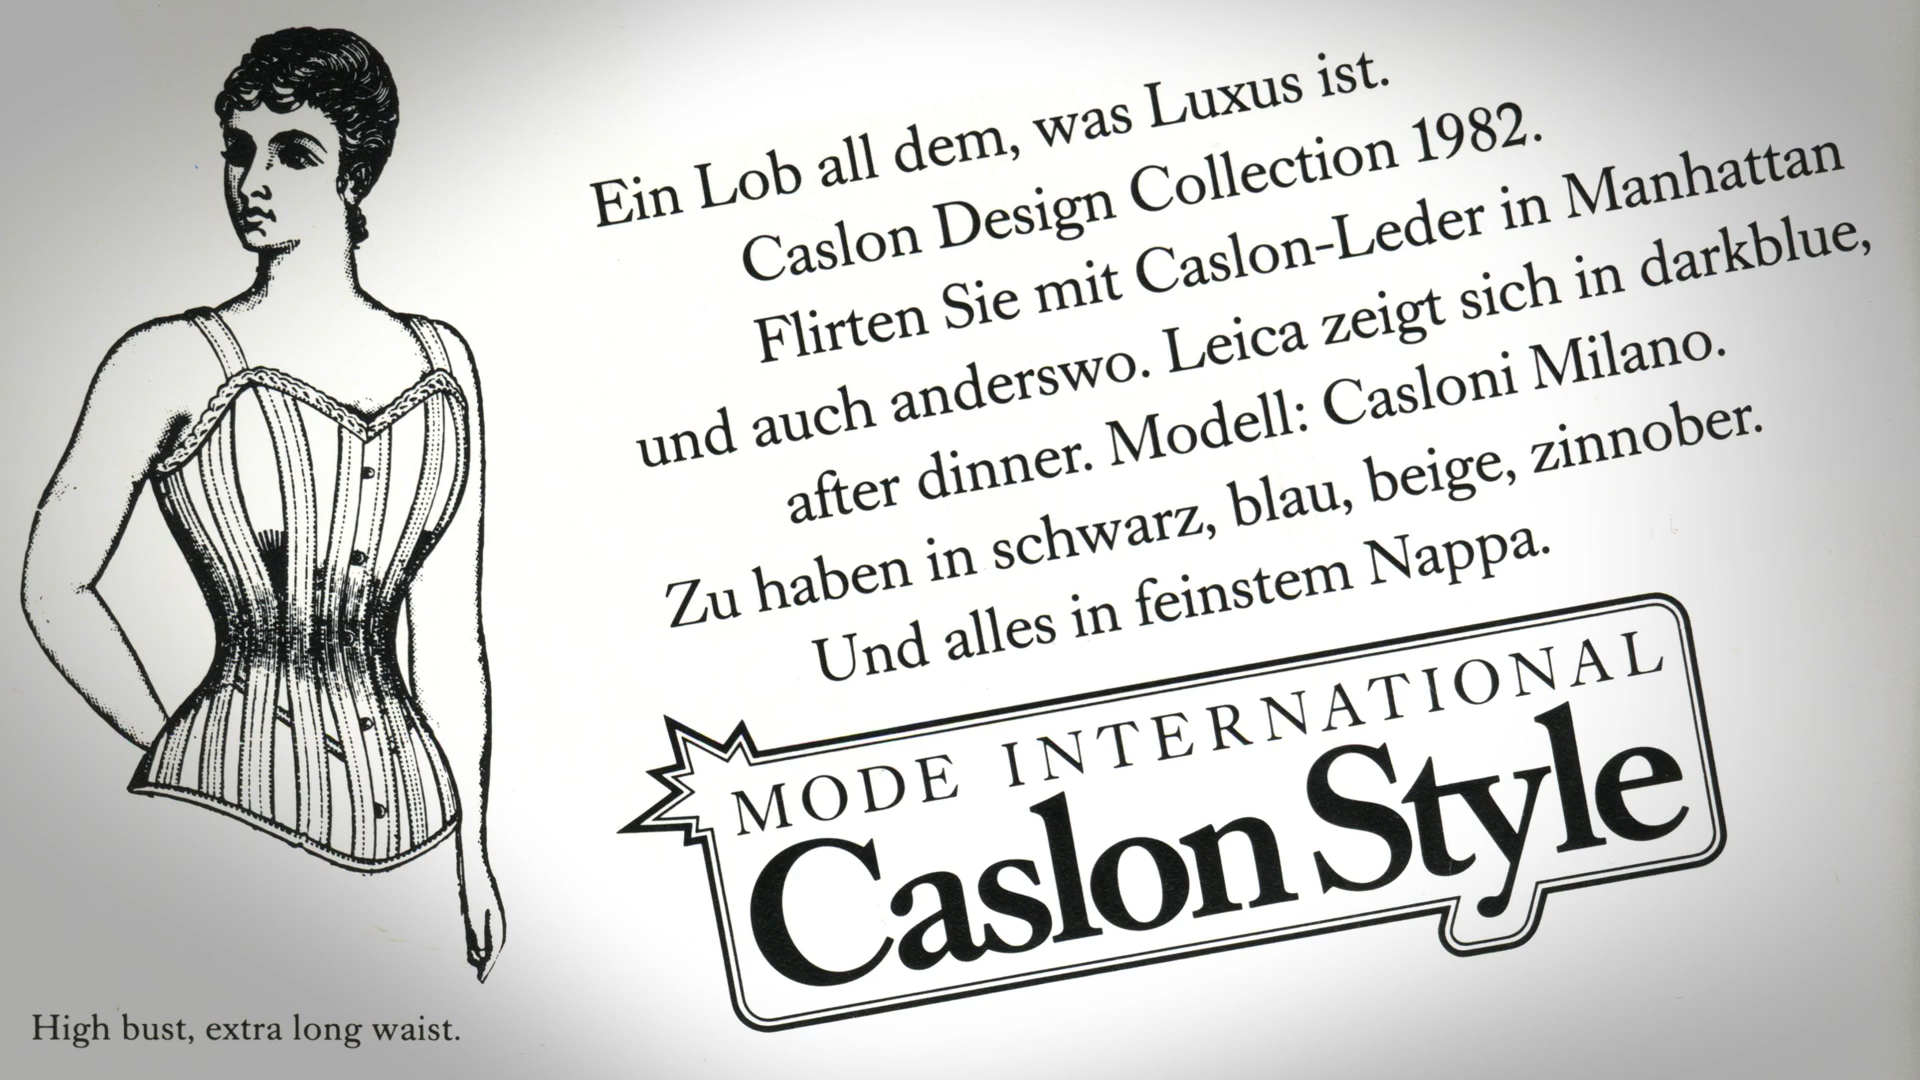 Ein Lob all dem, was Luxus ist.
Caslon Design Collection 1982.
Flirten Sie mit Caslon-Leder in Manhattan
und auch anderswo. Leica zeigt sich in darkblue,
after dinner. Modell: Casloni Milano.
Zu haben in schwarz, blau, beige, zinnober.
Und alles in feinstem Nappa.
MODE INTERNATIONAL
Caslon Style
High bust, extra long waist.